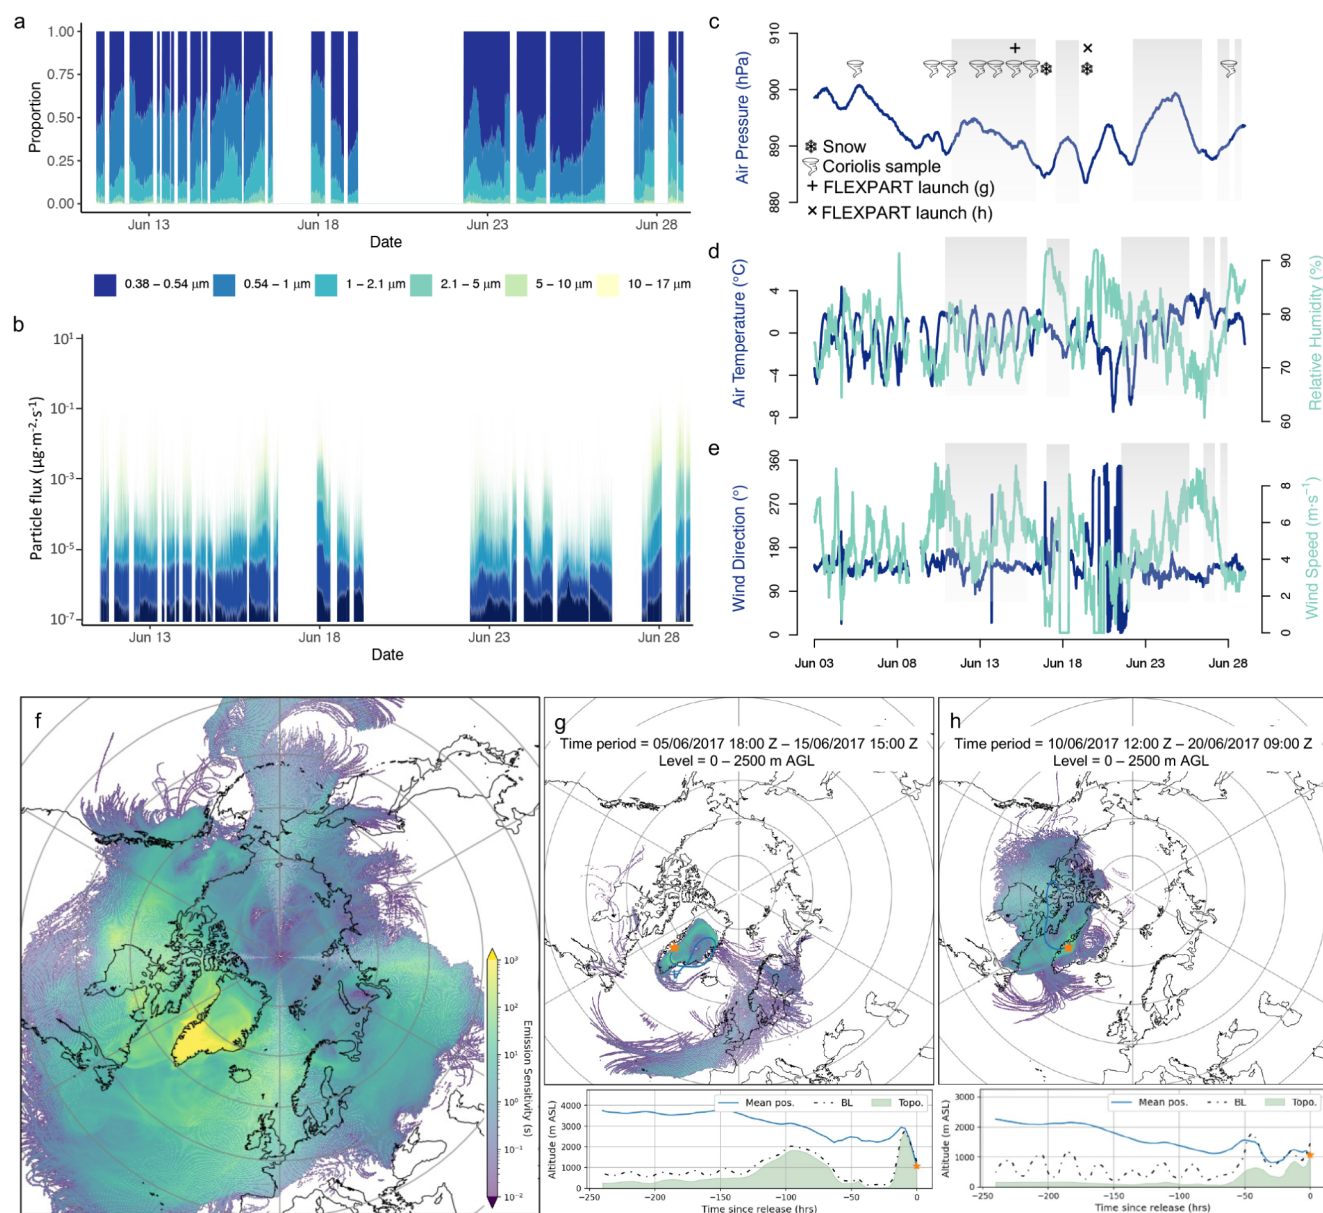 a
1.00
0.75
0.50
0.25
0.00
Proportion
Jun 13
Jun 18
Jun 23
Jun 28
Date
0.38 – 0.54 μm
0.54 – 1 μm
1 – 2.1 μm
2.1 – 5 μm
5 – 10 μm
10 – 17 μm
b
10¹
10⁻¹
10⁻³
10⁻⁵
10⁻⁷
Particle flux (μg·m⁻²·s⁻¹)
Jun 13
Jun 18
Jun 23
Jun 28
Date
c
910
900
890
880
Air Pressure (hPa)
Snow
Coriolis sample
+ FLEXPART launch (g)
× FLEXPART launch (h)
d
4
0
−4
−8
Air Temperature (°C)
90
80
70
60
Relative Humidity (%)
e
360
270
180
90
0
Wind Direction (°)
8
6
4
2
0
Wind Speed (m·s⁻¹)
Jun 03
Jun 08
Jun 13
Jun 18
Jun 23
Jun 28
f
10³
10²
10¹
10⁰
10⁻¹
10⁻²
Emission Sensitivity (s)
g
Time period = 05/06/2017 18:00 Z – 15/06/2017 15:00 Z
Level = 0 – 2500 m AGL
Mean pos.
BL
Topo.
4000
3000
2000
1000
0
Altitude (m ASL)
−250
−200
−150
−100
−50
0
Time since release (hrs)
h
Time period = 10/06/2017 12:00 Z – 20/06/2017 09:00 Z
Level = 0 – 2500 m AGL
Mean pos.
BL
Topo.
3000
2000
1000
0
Altitude (m ASL)
−250
−200
−150
−100
−50
0
Time since release (hrs)